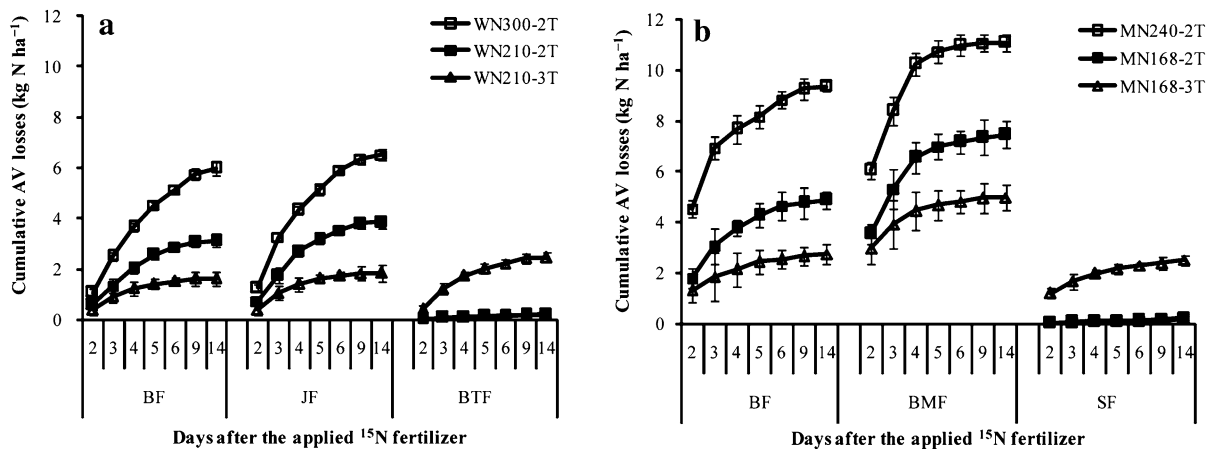 a
Cumulative AV losses (kg N ha⁻¹)
12
10
8
6
4
2
0
WN300-2T
WN210-2T
WN210-3T
2 3 4 5 6 9 14 2 3 4 5 6 9 14 2 3 4 5 6 9 14
BF JF BTF
Days after the applied ¹⁵N fertilizer
b
Cumulative AV losses (kg N ha⁻¹)
12
10
8
6
4
2
0
MN240-2T
MN168-2T
MN168-3T
2 3 4 5 6 9 14 2 3 4 5 6 9 14 2 3 4 5 6 9 14
BF BMF SF
Days after the applied ¹⁵N fertilizer